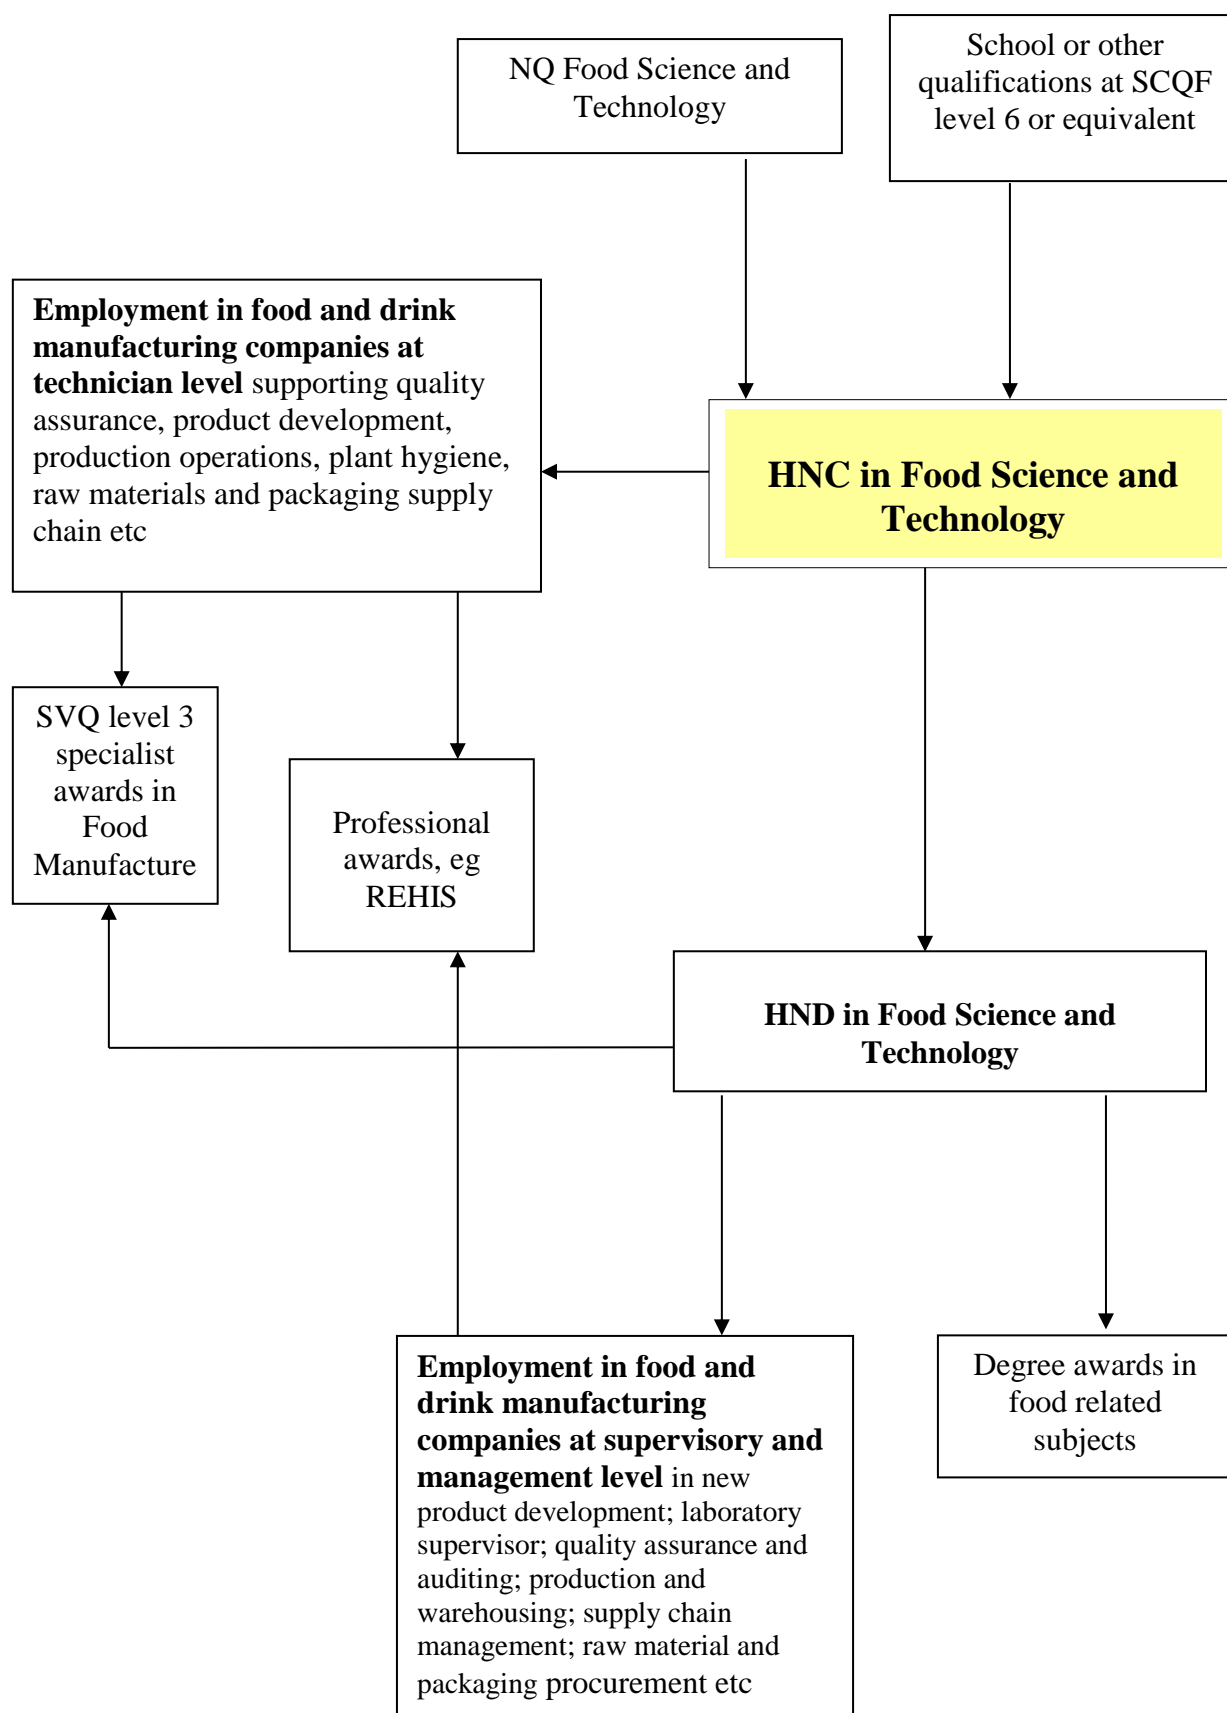 NQ Food Science and
Technology
School or other
qualifications at SCQF
level 6 or equivalent
Employment in food and drink
manufacturing companies at
technician level supporting quality
assurance, product development,
production operations, plant hygiene,
raw materials and packaging supply
chain etc
HNC in Food Science and
Technology
SVQ level 3
specialist
awards in
Food
Manufacture
Professional
awards, eg
REHIS
HND in Food Science and
Technology
Employment in food and
drink manufacturing
companies at supervisory and
management level in new
product development; laboratory
supervisor; quality assurance and
auditing; production and
warehousing; supply chain
management; raw material and
packaging procurement etc
Degree awards in
food related
subjects